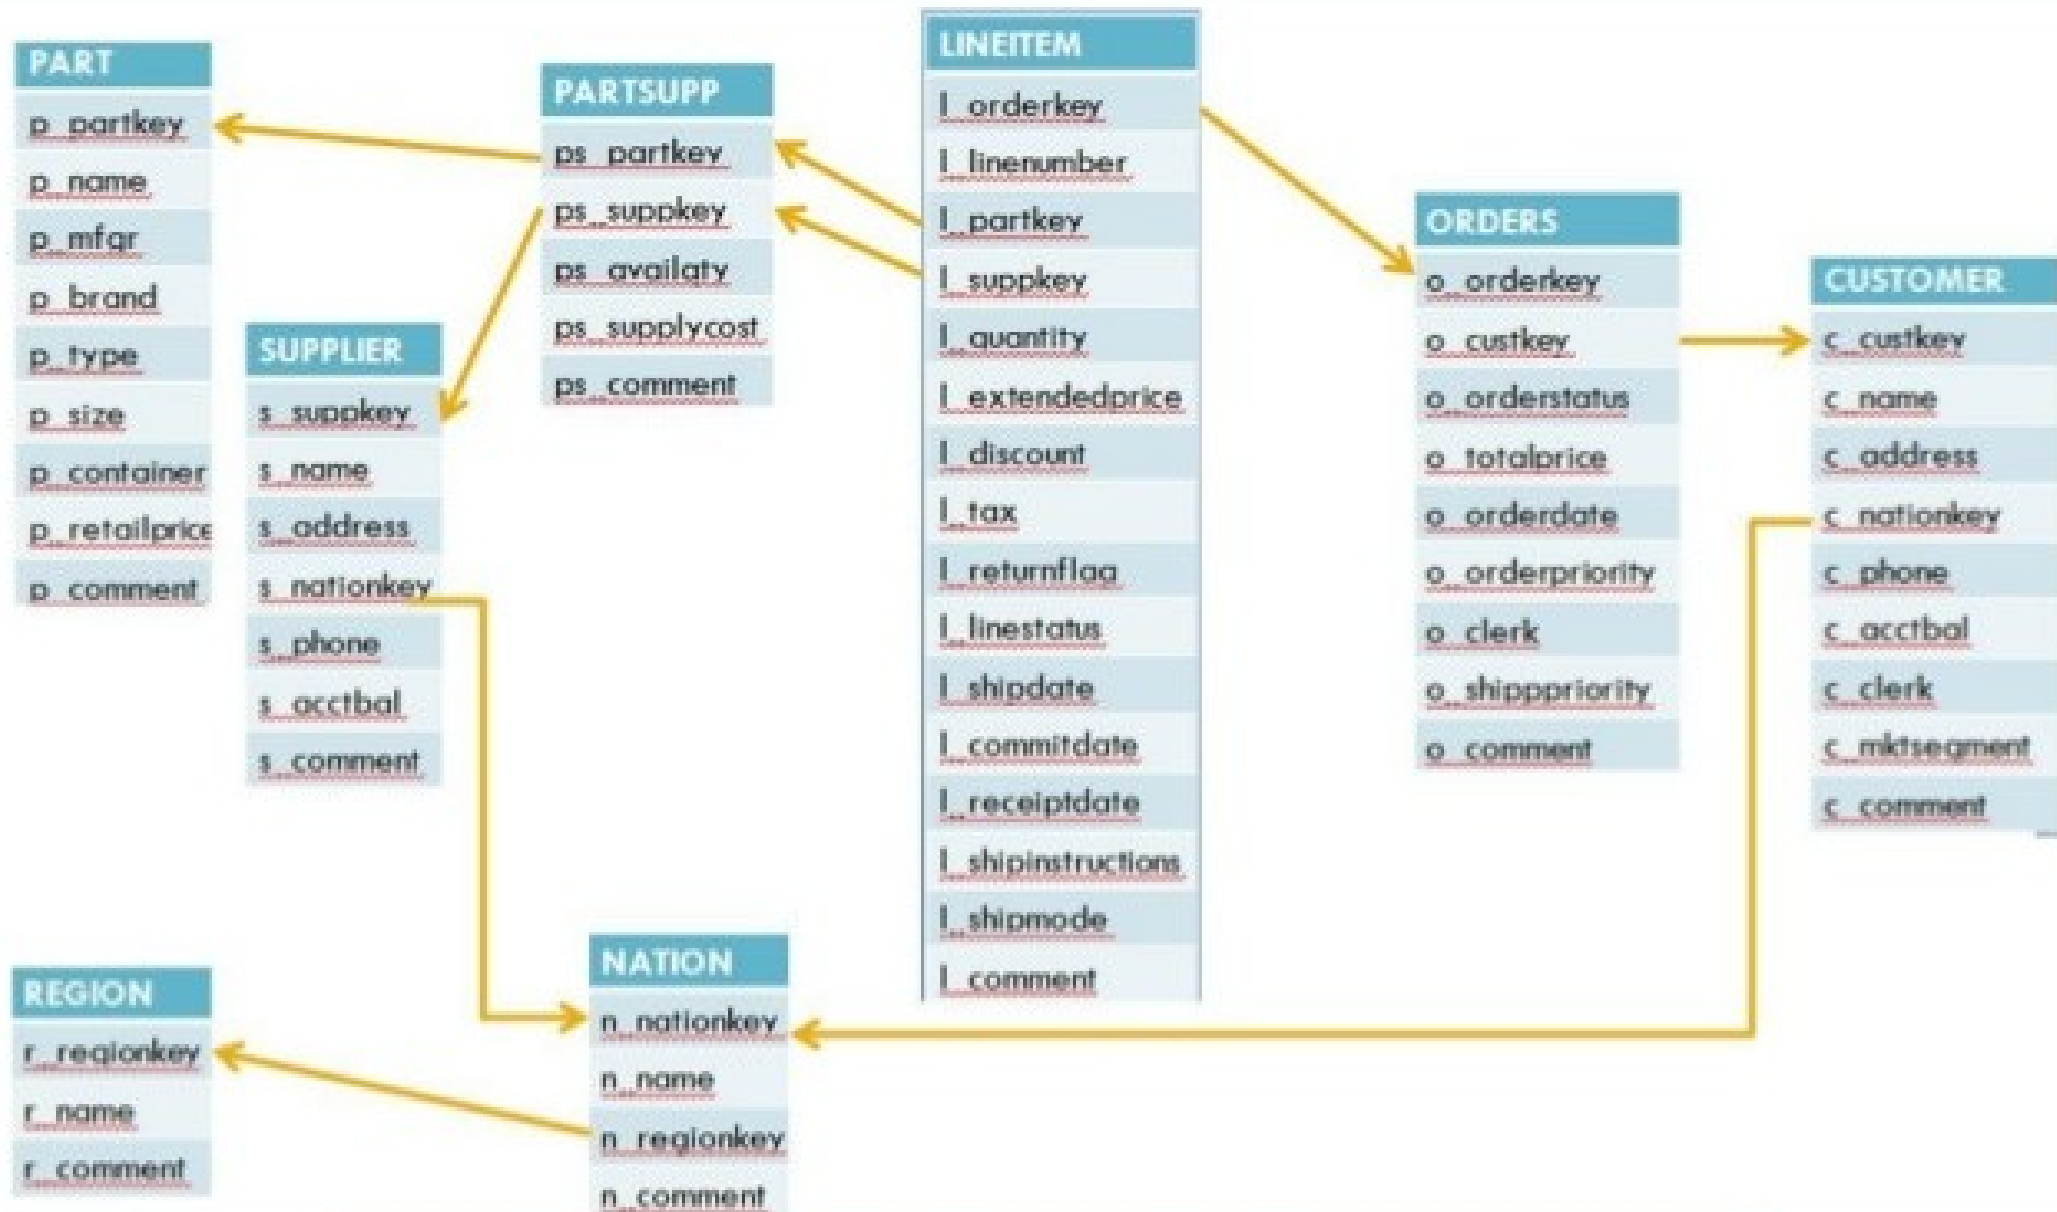 PART
p_partkey
p_name
p_mfgr
p_brand
p_type
p_size
p_container
p_retailprice
p_comment
SUPPLIER
s_suppkey
s_name
s_address
s_nationkey
s_phone
s_acctbal
s_comment
PARTSUPP
ps_partkey
ps_suppkey
ps_availqty
ps_supplycost
ps_comment
LINEITEM
l_orderkey
l_linenumber
l_partkey
l_suppkey
l_quantity
l_extendedprice
l_discount
l_tax
l_returnflag
l_linestatus
l_shipdate
l_commitdate
l_receiptdate
l_shipinstructions
l_shipmode
l_comment
ORDERS
o_orderkey
o_custkey
o_orderstatus
o_totalprice
o_orderdate
o_orderpriority
o_clerk
o_shipppriority
o_comment
CUSTOMER
c_custkey
c_name
c_address
c_nationkey
c_phone
c_acctbal
c_clerk
c_mktsegment
c_comment
REGION
r_regionkey
r_name
r_comment
NATION
n_nationkey
n_name
n_regionkey
n_comment